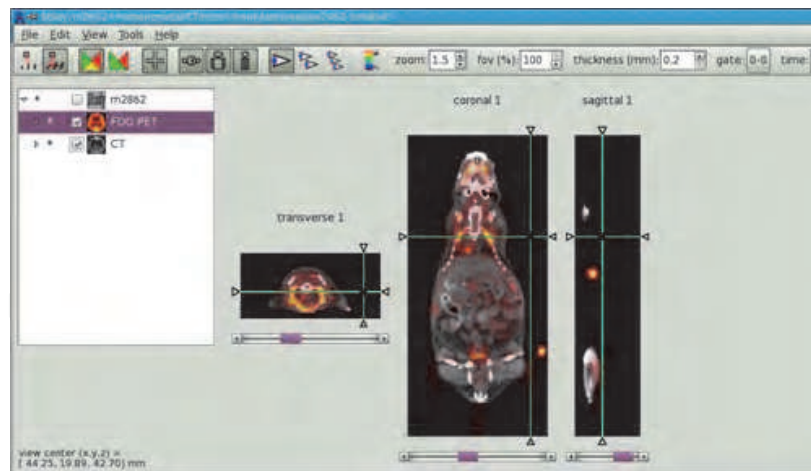 File Edit View Tools Help
zoom: 1.5 fov (%): 100 thickness (mm): 0.2 gate: 0-0 time:
m2862
FDG PET
CT
coronal 1
sagittal 1
transverse 1
view center (x,y,z) =
[ 44.25, 19.89, 42.70] mm